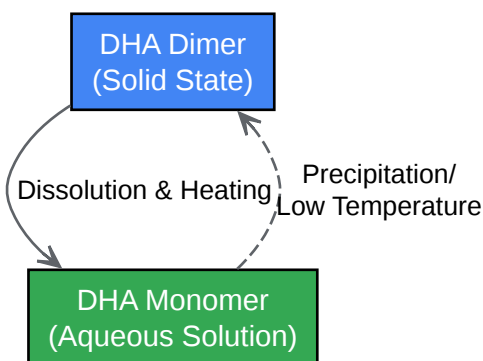 DHA Dimer
(Solid State)
Dissolution & Heating
Precipitation/
Low Temperature
DHA Monomer
(Aqueous Solution)